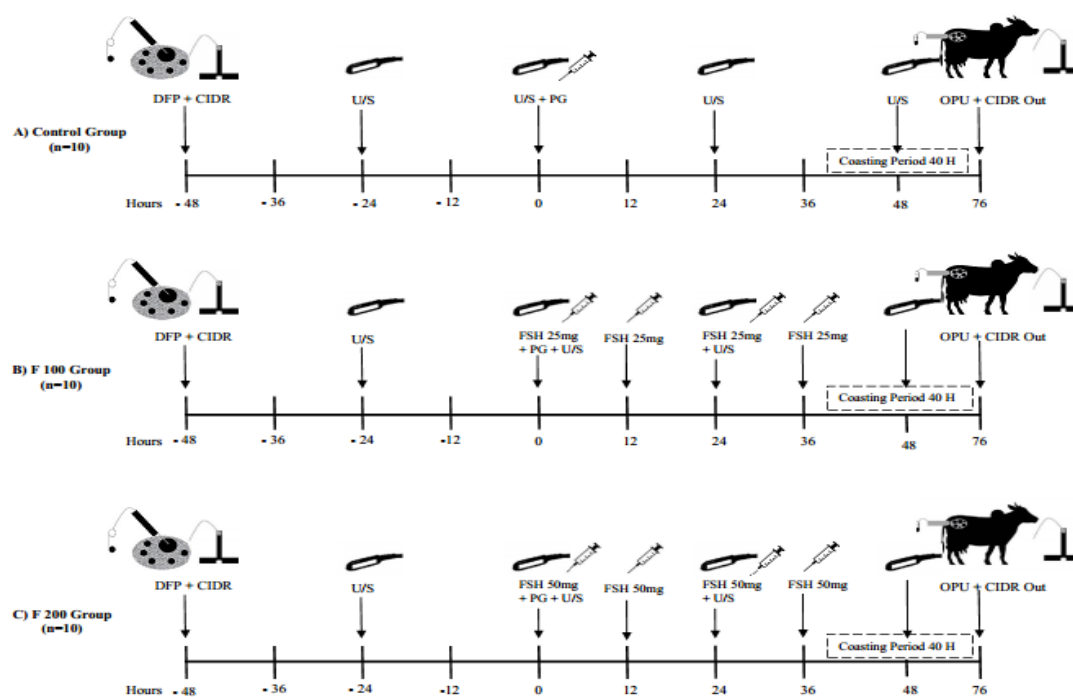 DFP + CIDR
U/S
U/S + PG
U/S
U/S
OPU + CIDR Out
A) Control Group
(n=10)
Coasting Period 40 H
Hours - 48 - 36 - 24 - 12 0 12 24 36 48 76
DFP + CIDR
U/S
FSH 25mg
+ PG + U/S
FSH 25mg
FSH 25mg
+ U/S
FSH 25mg
OPU + CIDR Out
B) F 100 Group
(n=10)
Coasting Period 40 H
Hours - 48 - 36 - 24 -12 0 12 24 36 48 76
DFP + CIDR
U/S
FSH 50mg
+ PG + U/S
FSH 50mg
FSH 50mg
+ U/S
FSH 50mg
OPU + CIDR Out
C) F 200 Group
(n=10)
Coasting Period 40 H
Hours - 48 - 36 - 24 -12 0 12 24 36 48 76